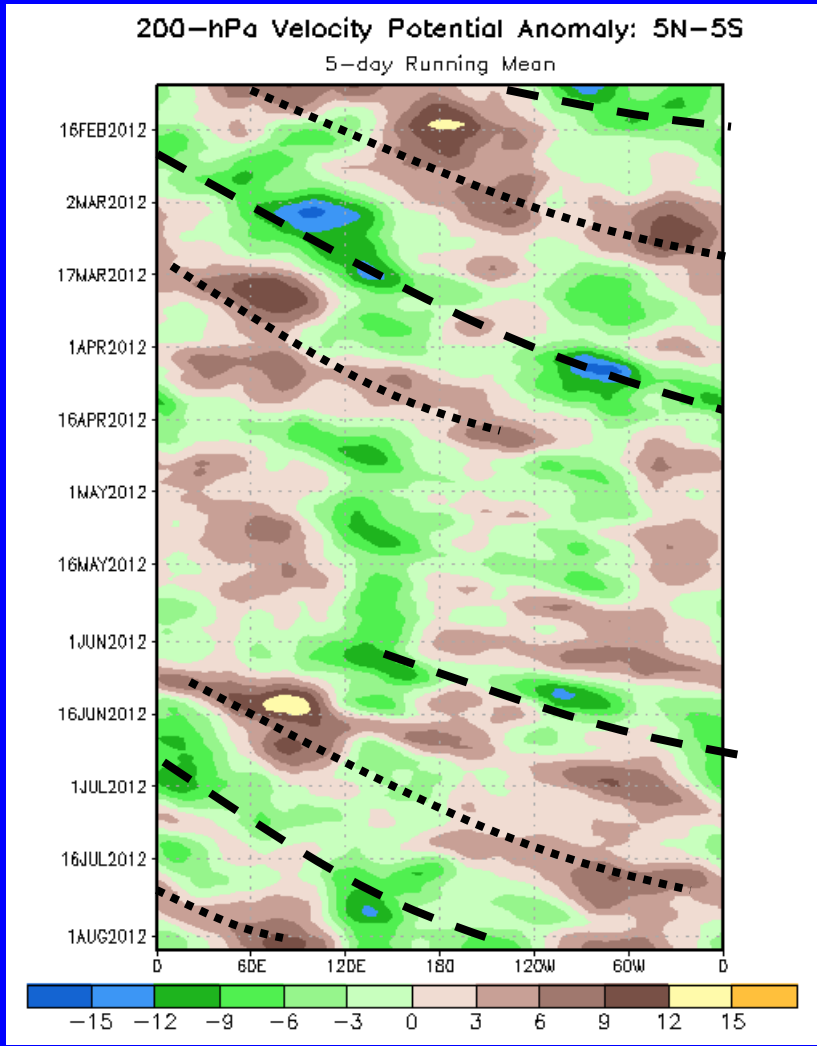 200-hPa Velocity Potential Anomaly: 5N-5S
5-day Running Mean
16FEB2012
2MAR2012
17MAR2012
1APR2012
16APR2012
1MAY2012
16MAY2012
1JUN2012
16JUN2012
1JUL2012
16JUL2012
1AUG2012
0 60E 120E 180 120W 60W 0
-15 -12 -9 -6 -3 0 3 6 9 12 15